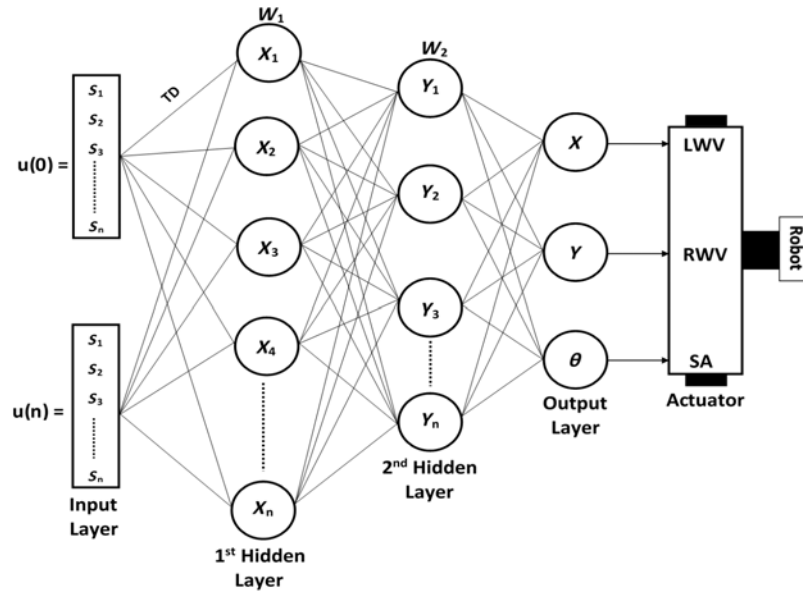 u(0) =
S1
S2
S3
Sn
u(n) =
S1
S2
S3
Sn
Input
Layer
TD
W1
X1
X2
X3
X4
Xn
1st Hidden
Layer
W2
Y1
Y2
Y3
Yn
2nd Hidden
Layer
X
Y
θ
Output
Layer
LWV
RWV
SA
Actuator
Robot